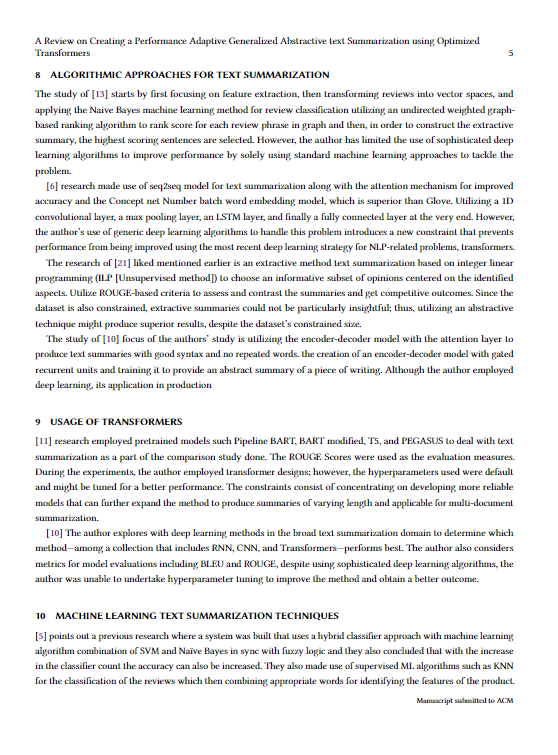 A Review on Creating a Performance Adaptive Generalized Abstractive text Summarization using Optimized
Transformers 5
8 ALGORITHMIC APPROACHES FOR TEXT SUMMARIZATION
The study of [13] starts by first focusing on feature extraction, then transforming reviews into vector spaces, and
applying the Naive Bayes machine learning method for review classification utilizing an undirected weighted graph-
based ranking algorithm to rank score for each review phrase in graph and then, in order to construct the extractive
summary, the highest scoring sentences are selected. However, the author has limited the use of sophisticated deep
learning algorithms to improve performance by solely using standard machine learning approaches to tackle the
problem.
[6] research made use of seq2seq model for text summarization along with the attention mechanism for improved
accuracy and the Concept net Number batch word embedding model, which is superior than Glove. Utilizing a 1D
convolutional layer, a max pooling layer, an LSTM layer, and finally a fully connected layer at the very end. However,
the author's use of generic deep learning algorithms to handle this problem introduces a new constraint that prevents
performance from being improved using the most recent deep learning strategy for NLP-related problems, transformers.
The research of [21] liked mentioned earlier is an extractive method text summarization based on integer linear
programming (ILP [Unsupervised method]) to choose an informative subset of opinions centered on the identified
aspects. Utilize ROUGE-based criteria to assess and contrast the summaries and get competitive outcomes. Since the
dataset is also constrained, extractive summaries could not be particularly insightful; thus, utilizing an abstractive
technique might produce superior results, despite the dataset's constrained size.
The study of [10] focus of the authors' study is utilizing the encoder-decoder model with the attention layer to
produce text summaries with good syntax and no repeated words. the creation of an encoder-decoder model with gated
recurrent units and training it to provide an abstract summary of a piece of writing. Although the author employed
deep learning, its application in production
9 USAGE OF TRANSFORMERS
[11] research employed pretrained models such Pipeline BART, BART modified, T5, and PEGASUS to deal with text
summarization as a part of the comparison study done. The ROUGE Scores were used as the evaluation measures.
During the experiments, the author employed transformer designs; however, the hyperparameters used were default
and might be tuned for a better performance. The constraints consist of concentrating on developing more reliable
models that can further expand the method to produce summaries of varying length and applicable for multi-document
summarization.
[10] The author explores with deep learning methods in the broad text summarization domain to determine which
method—among a collection that includes RNN, CNN, and Transformers—performs best. The author also considers
metrics for model evaluations including BLEU and ROUGE, despite using sophisticated deep learning algorithms, the
author was unable to undertake hyperparameter tuning to improve the method and obtain a better outcome.
10 MACHINE LEARNING TEXT SUMMARIZATION TECHNIQUES
[5] points out a previous research where a system was built that uses a hybrid classifier approach with machine learning
algorithm combination of SVM and Naïve Bayes in sync with fuzzy logic and they also concluded that with the increase
in the classifier count the accuracy can also be increased. They also made use of supervised ML algorithms such as KNN
for the classification of the reviews which then combining appropriate words for identifying the features of the product.
Manuscript submitted to ACM